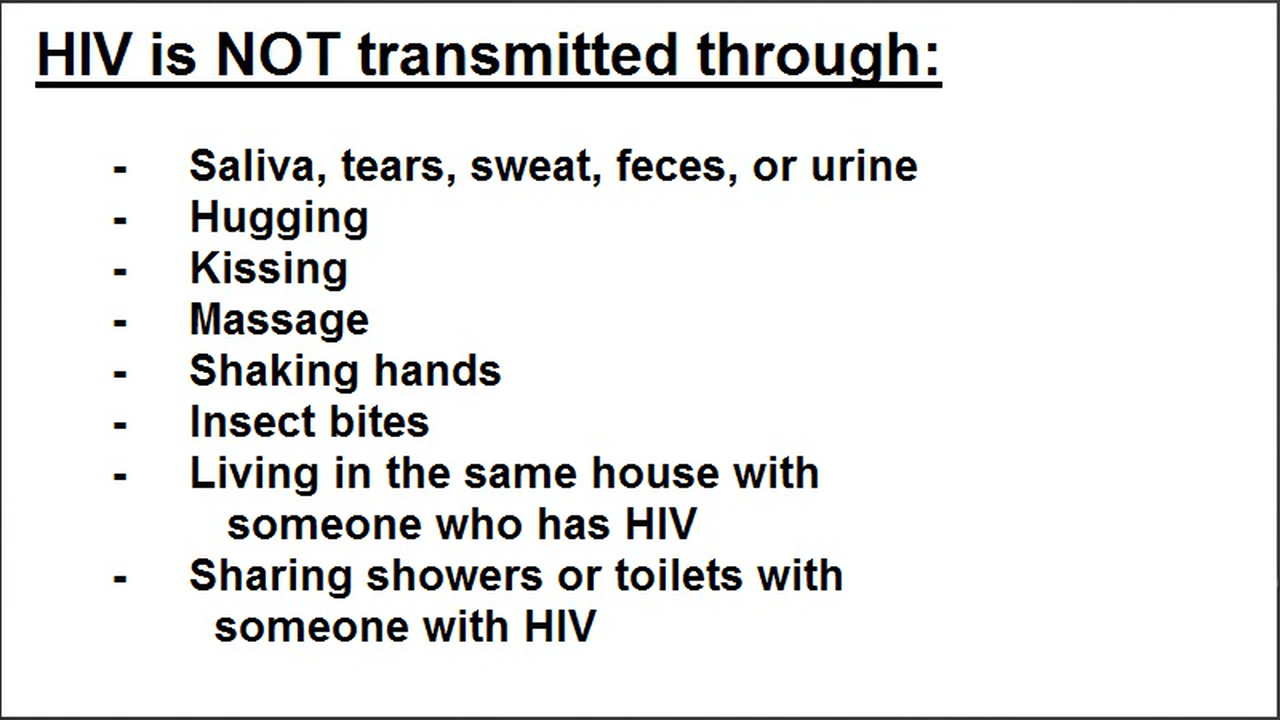 HIV is NOT transmitted through:
- Saliva, tears, sweat, feces, or urine
- Hugging
- Kissing
- Massage
- Shaking hands
- Insect bites
- Living in the same house with
someone who has HIV
- Sharing showers or toilets with
someone with HIV